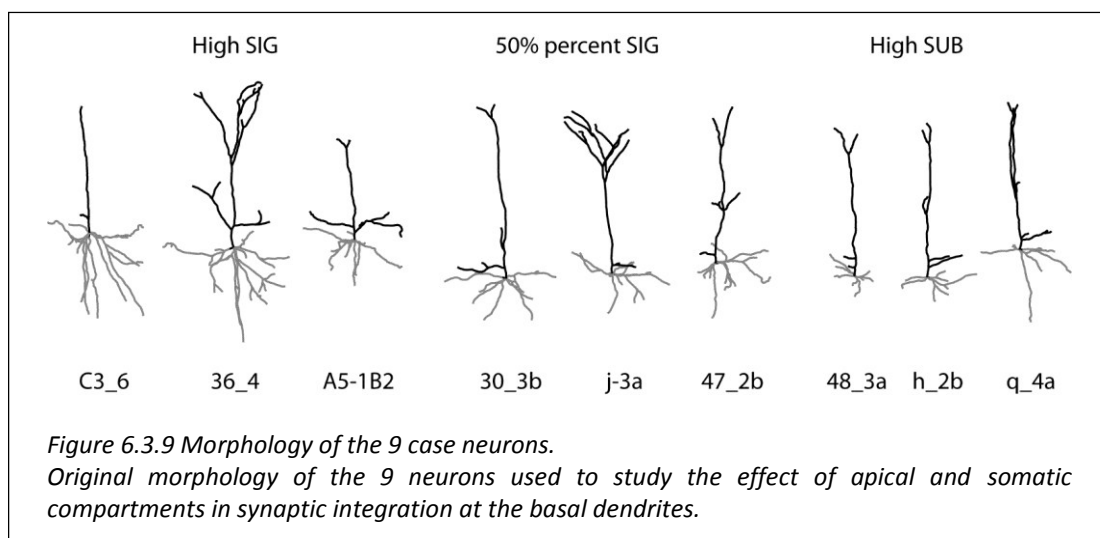 High SIG 50% percent SIG High SUB
C3_6 36_4 A5-1B2 30_3b j-3a 47_2b 48_3a h_2b q_4a
Figure 6.3.9 Morphology of the 9 case neurons.
Original morphology of the 9 neurons used to study the effect of apical and somatic
compartments in synaptic integration at the basal dendrites.